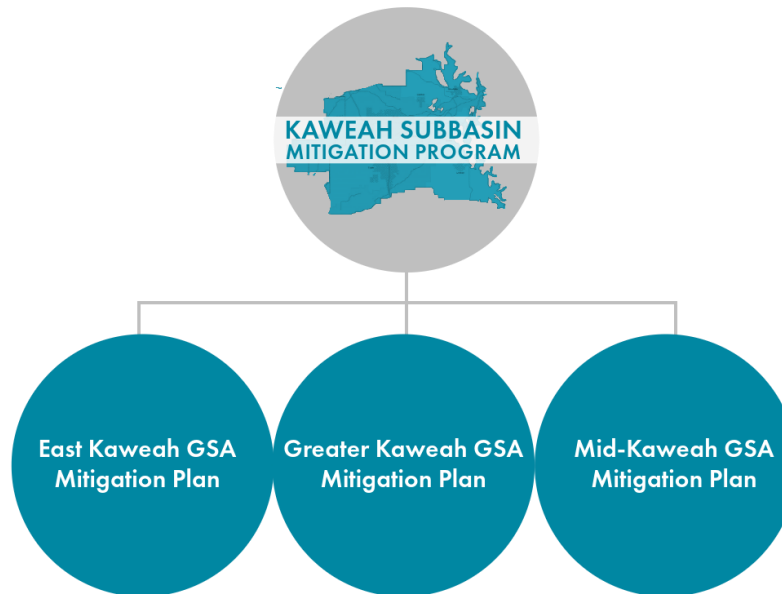 KAWEAH SUBBASIN
MITIGATION PROGRAM
East Kaweah GSA
Mitigation Plan
Greater Kaweah GSA
Mitigation Plan
Mid-Kaweah GSA
Mitigation Plan